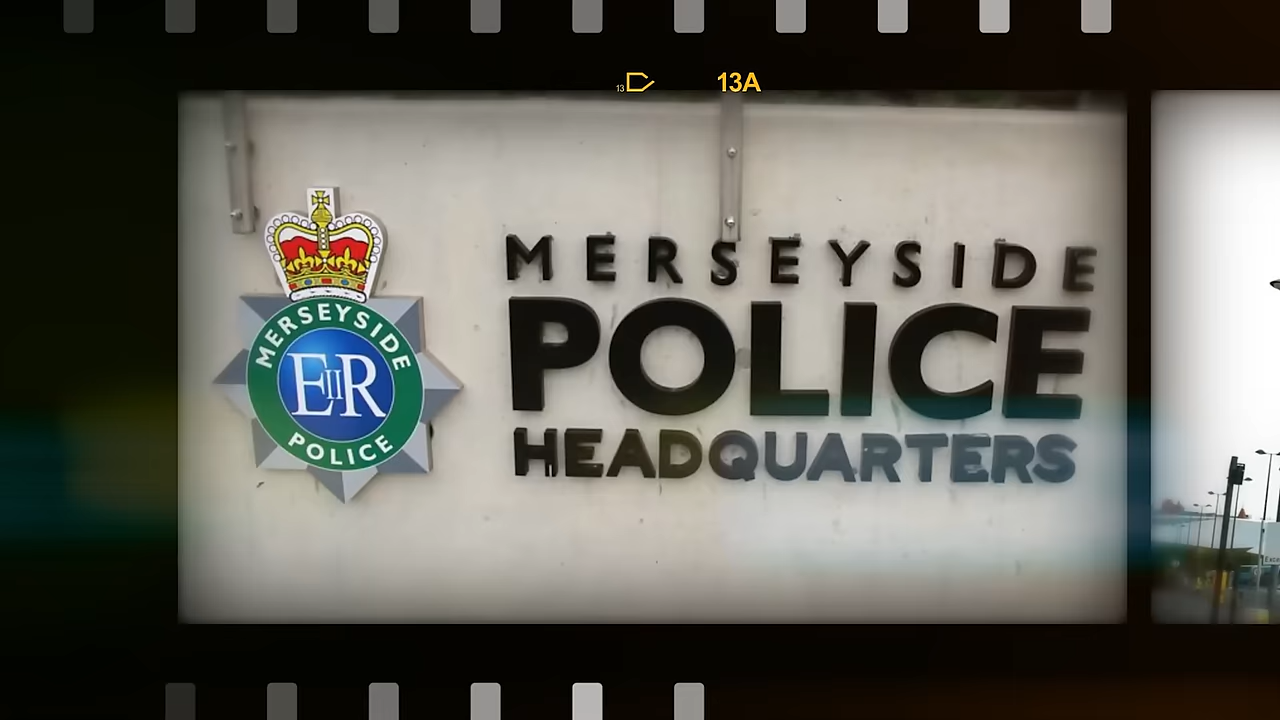 13 13A
MERSEYSIDE
POLICE
HEADQUARTERS
MERSEYSIDE
EIIR
POLICE